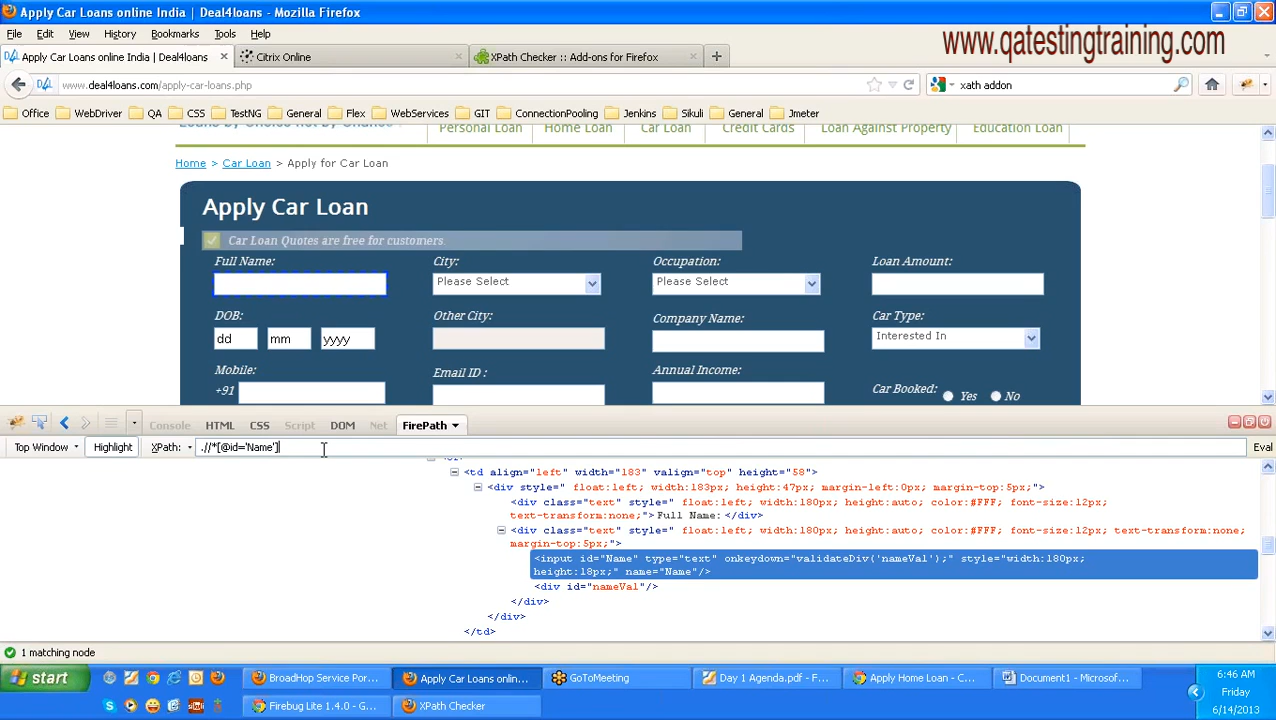 Apply Car Loans online India | Deal4loans - Mozilla Firefox
File Edit View History Bookmarks Tools Help
www.qatestingtraining.com
Apply Car Loans online India | Deal4loans
Citrix Online
XPath Checker :: Add-ons for Firefox
www.deal4loans.com/apply-car-loans.php
xath addon
Office WebDriver QA CSS TestNG General Flex WebServices GIT ConnectionPooling Jenkins Sikuli General Jmeter
Personal Loan Home Loan Car Loan Credit Cards Loan Against Property Education Loan
Home > Car Loan > Apply for Car Loan
Apply Car Loan
Car Loan Quotes are free for customers.
Full Name: City: Occupation: Loan Amount:
Please Select Please Select
DOB: Other City: Company Name: Car Type:
dd mm yyyy Interested In
Mobile: Email ID : Annual Income: Car Booked: Yes No
+91
Console HTML CSS Script DOM Net FirePath
Top Window Highlight XPath: .//*[@id='Name'] Eval
<td align="left" width="183" valign="top" height="58">
<div style=" float:left; width:183px; height:47px; margin-left:0px; margin-top:5px;">
<div class="text" style=" float:left; width:180px; height:auto; color:#FFF; font-size:12px;
text-transform:none;">Full Name:</div>
<div class="text" style=" float:left; width:180px; height:auto; color:#FFF; font-size:12px; text-transform:none;
margin-top:5px;">
<input id="Name" type="text" onkeydown="validateDiv('nameVal');" style="width:180px;
height:18px;" name="Name"/>
<div id="nameVal"/>
</div>
</div>
</td>
1 matching node
start
BroadHop Service Por...
Apply Car Loans onlin...
GoToMeeting
Day 1 Agenda.pdf - F...
Apply Home Loan - C...
Document1 - Microsof...
6:46 AM
Friday
6/14/2013
Firebug Lite 1.4.0 - G...
XPath Checker